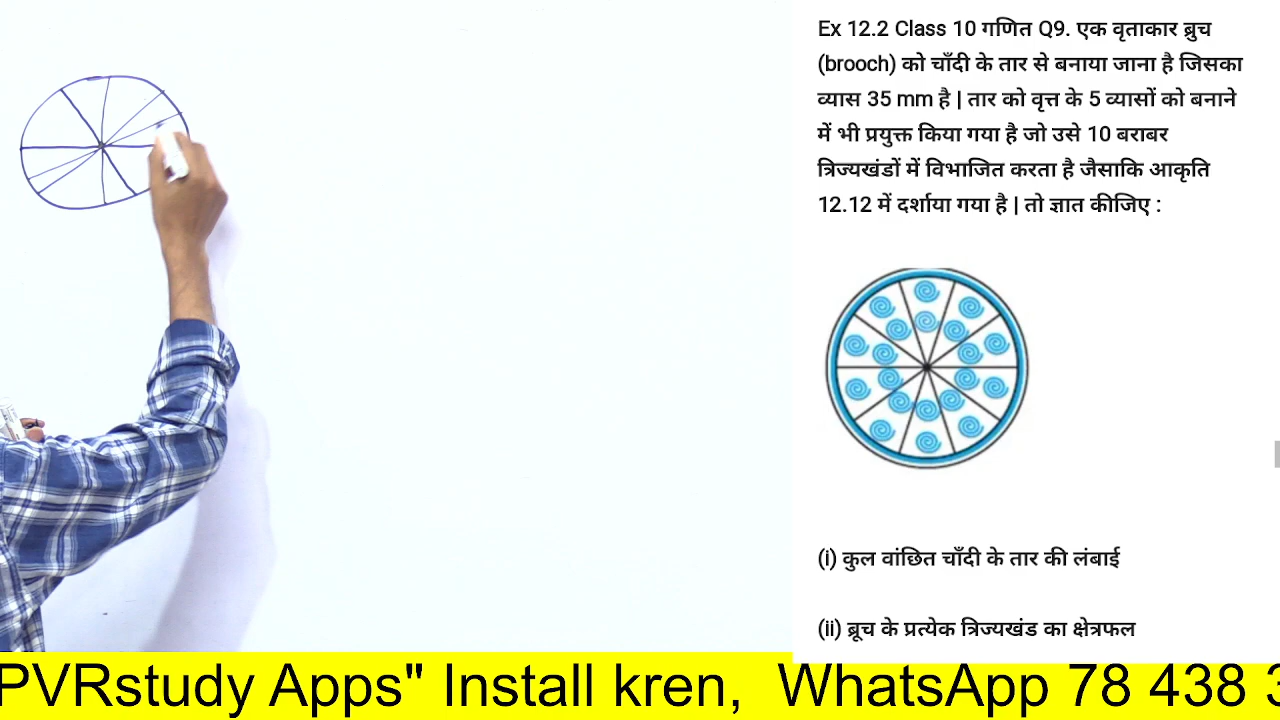 Ex 12.2 Class 10 गणित Q9. एक वृताकार ब्रुच
(brooch) को चाँदी के तार से बनाया जाना है जिसका
व्यास 35 mm है | तार को वृत्त के 5 व्यासों को बनाने
में भी प्रयुक्त किया गया है जो उसे 10 बराबर
त्रिज्यखंडों में विभाजित करता है जैसाकि आकृति
12.12 में दर्शाया गया है | तो ज्ञात कीजिए :
(i) कुल वांछित चाँदी के तार की लंबाई
(ii) ब्रूच के प्रत्येक त्रिज्यखंड का क्षेत्रफल
PVRstudy Apps" Install kren, WhatsApp 78 438 3